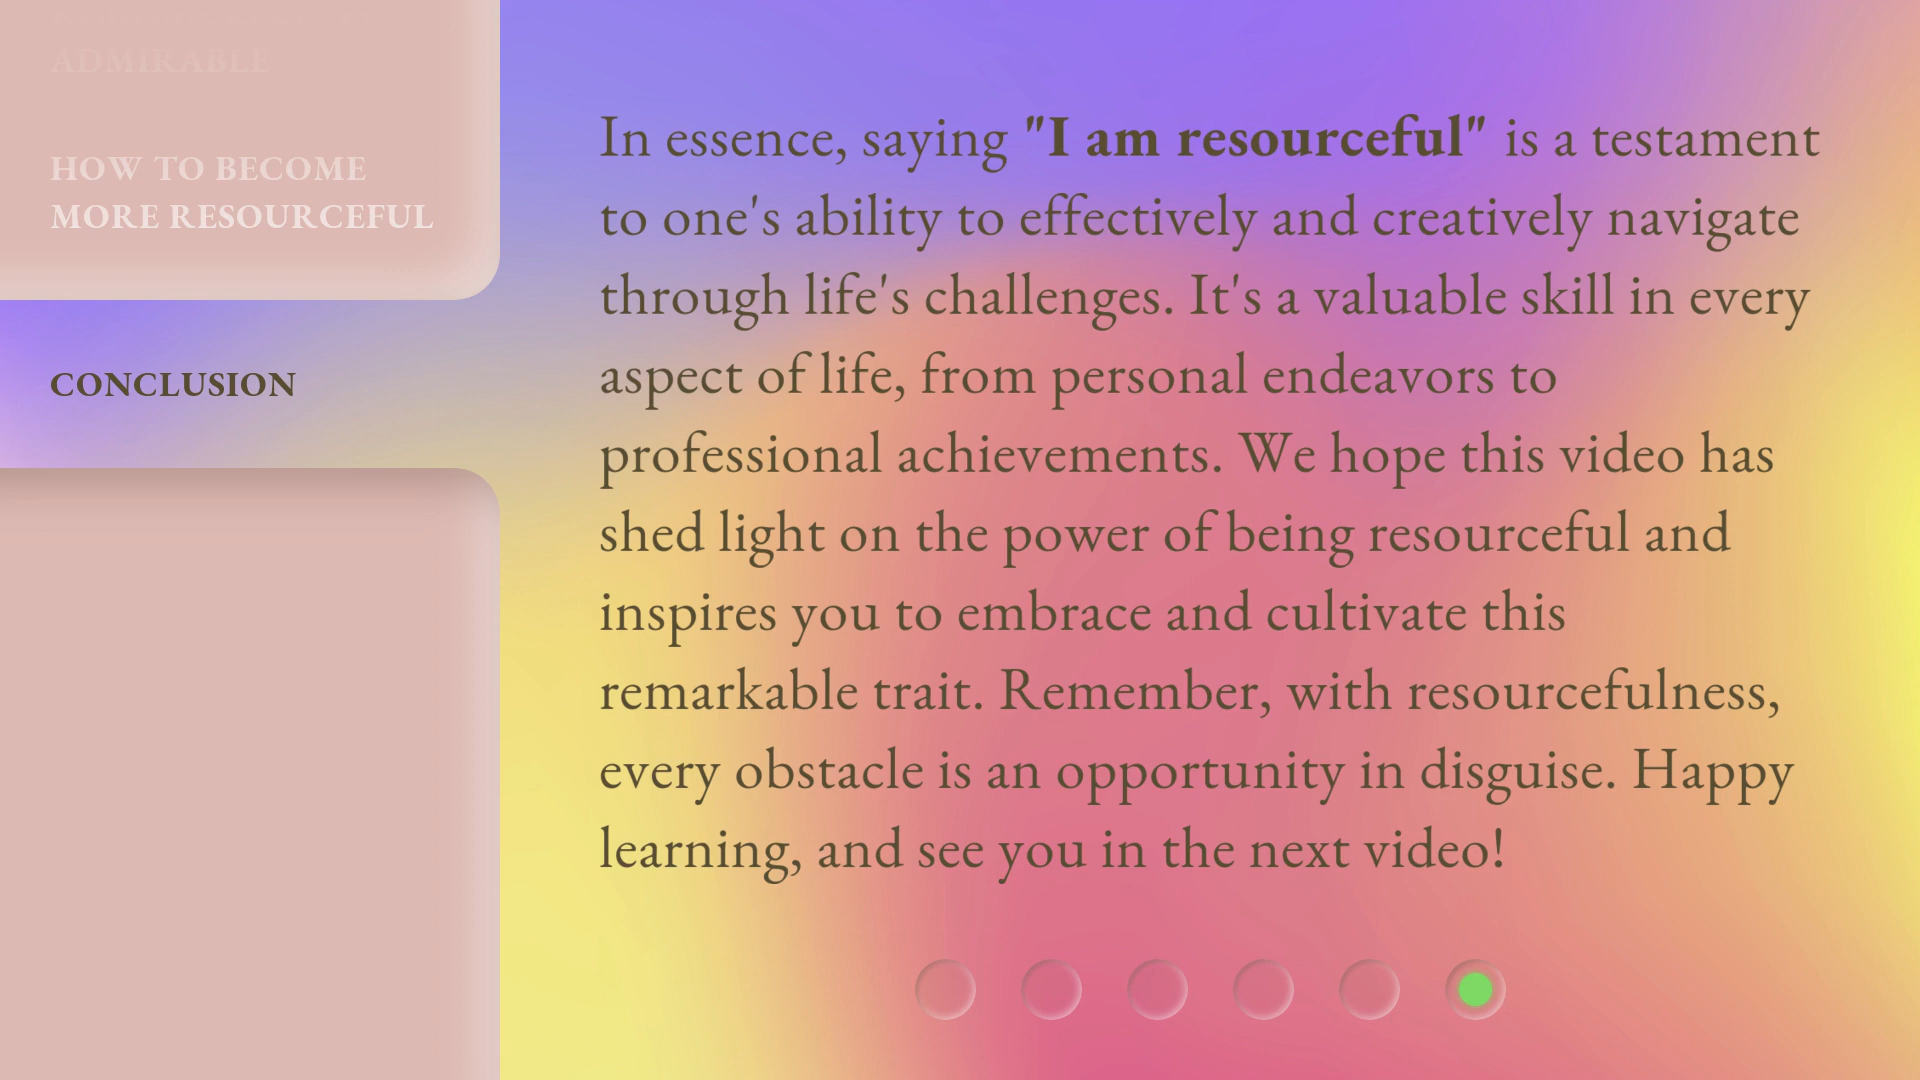 ADMIRABLE
HOW TO BECOME
MORE RESOURCEFUL
CONCLUSION
In essence, saying "I am resourceful" is a testament
to one's ability to effectively and creatively navigate
through life's challenges. It's a valuable skill in every
aspect of life, from personal endeavors to
professional achievements. We hope this video has
shed light on the power of being resourceful and
inspires you to embrace and cultivate this
remarkable trait. Remember, with resourcefulness,
every obstacle is an opportunity in disguise. Happy
learning, and see you in the next video!